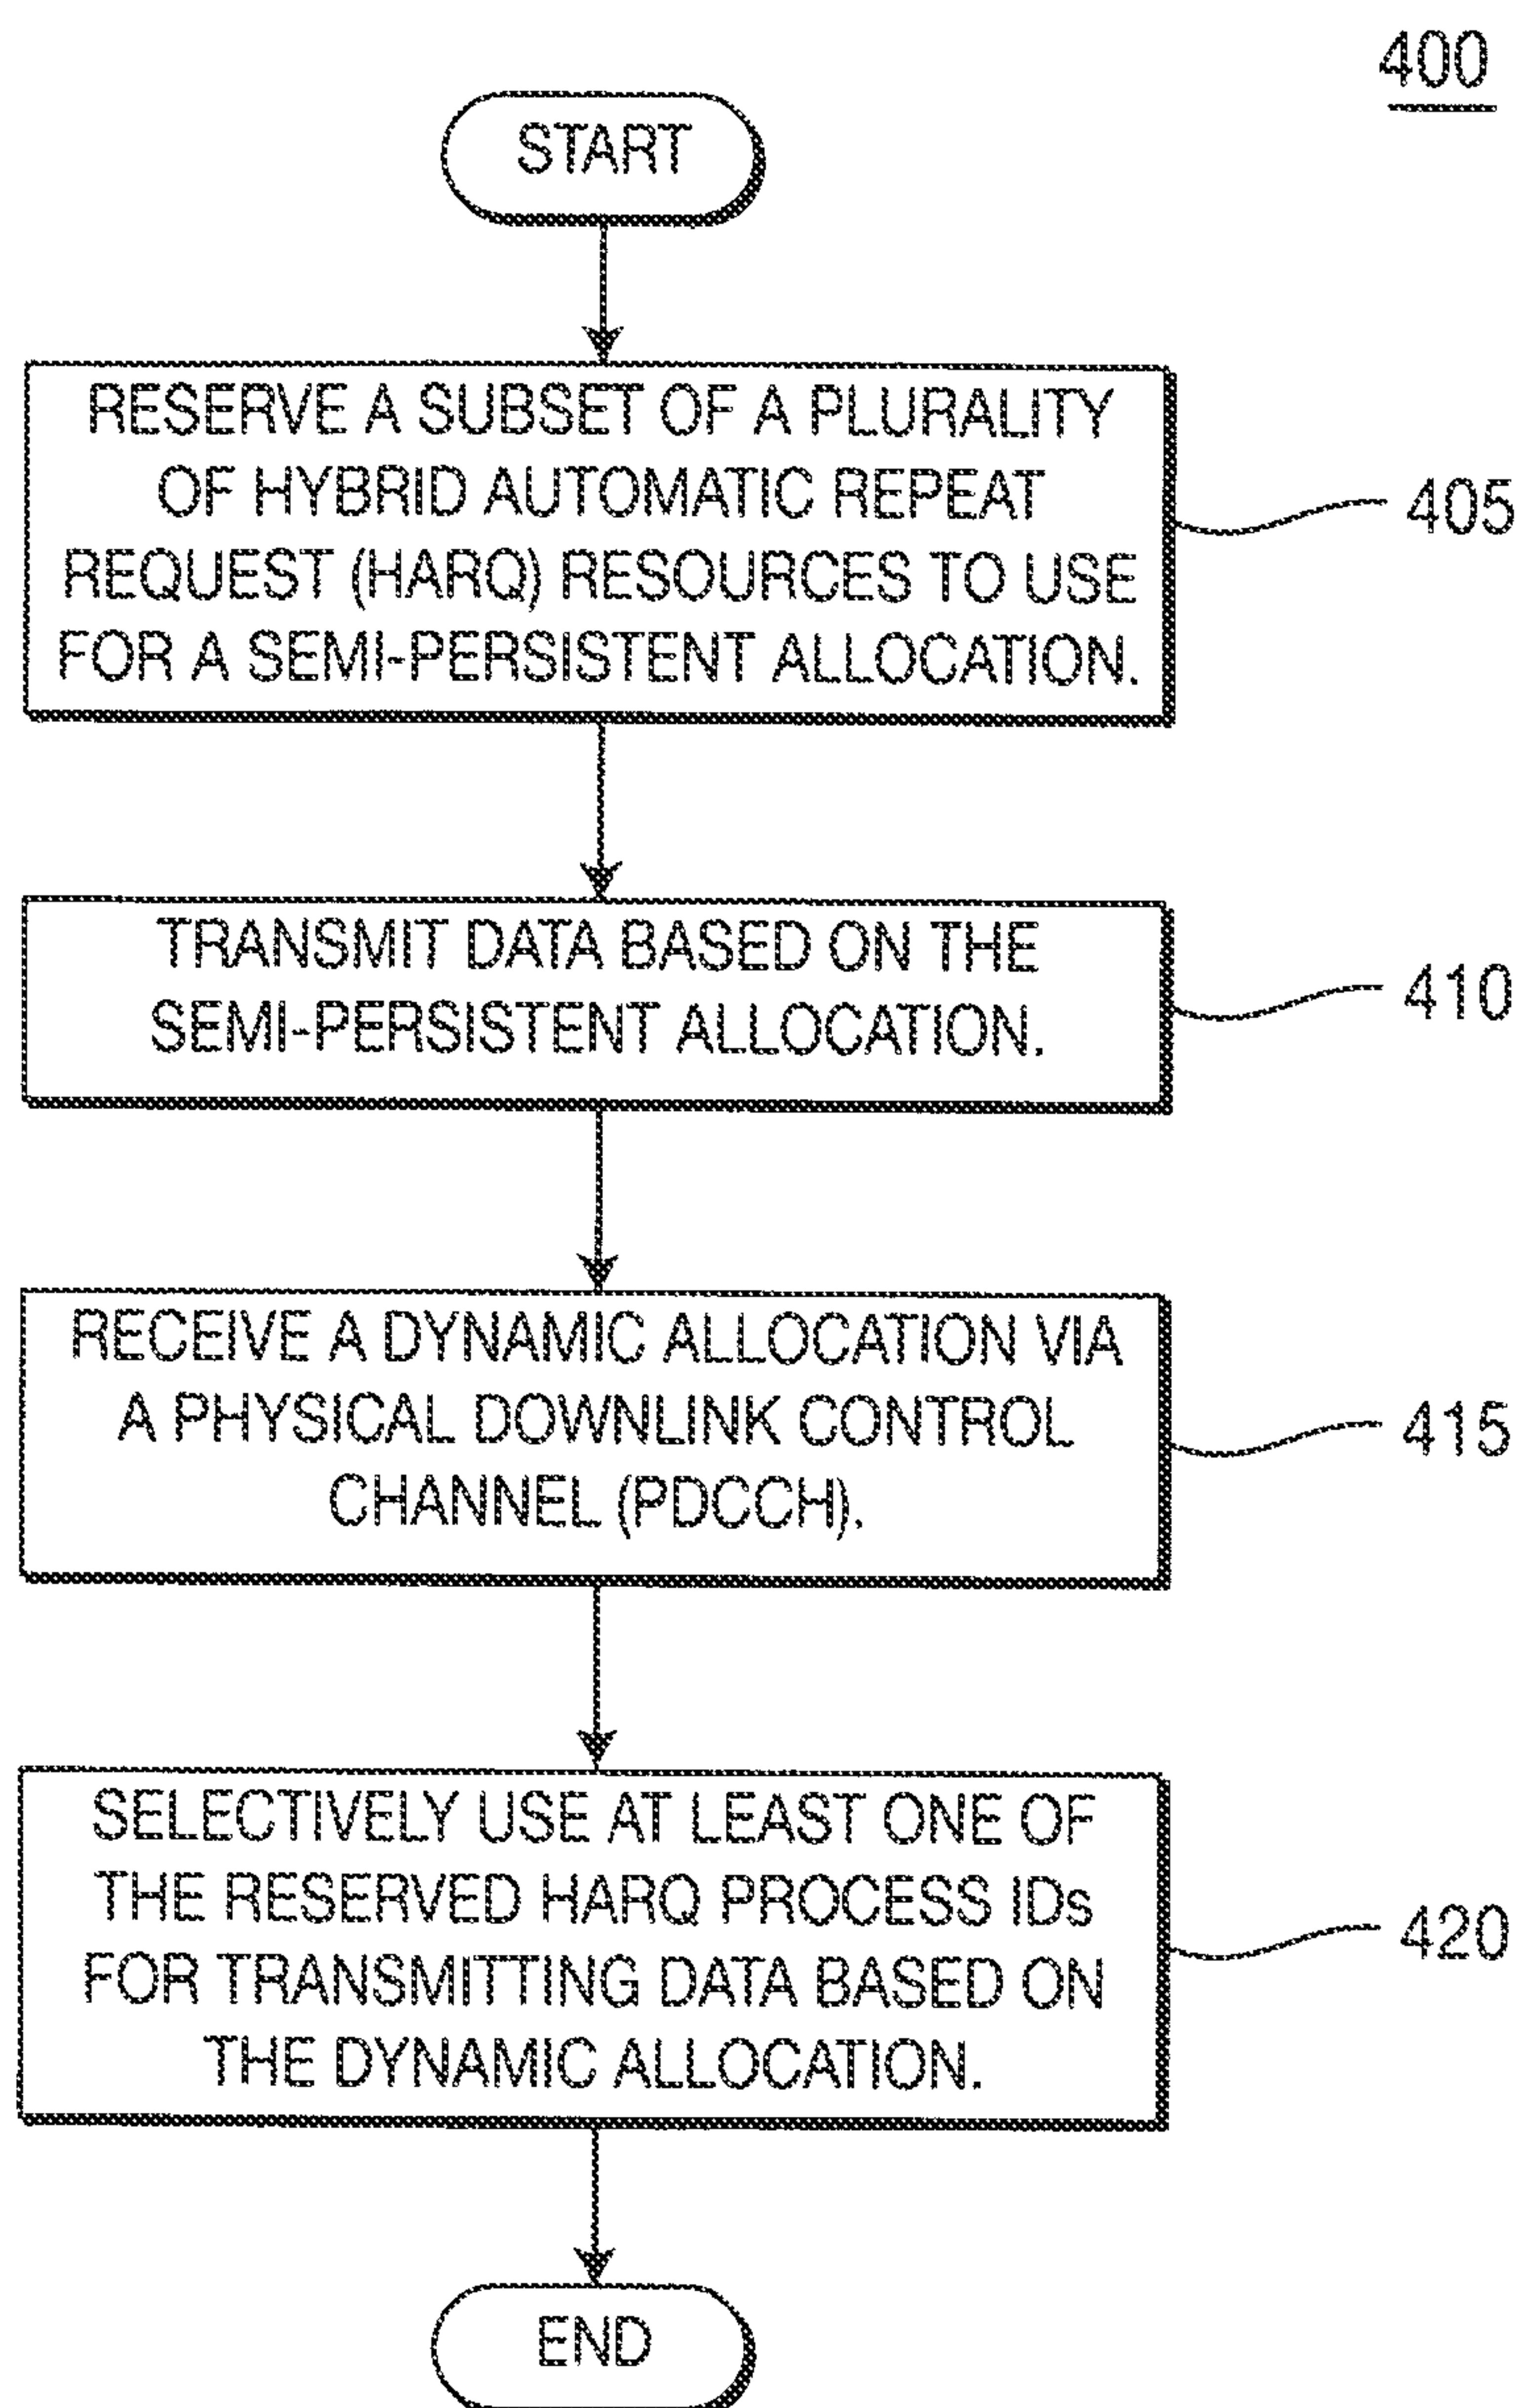 400
START
RESERVE A SUBSET OF A PLURALITY
OF HYBRID AUTOMATIC REPEAT
REQUEST (HARQ) RESOURCES TO USE
FOR A SEMI-PERSISTENT ALLOCATION.
405
TRANSMIT DATA BASED ON THE
SEMI-PERSISTENT ALLOCATION.
410
RECEIVE A DYNAMIC ALLOCATION VIA
A PHYSICAL DOWNLINK CONTROL
CHANNEL (PDCCH).
415
SELECTIVELY USE AT LEAST ONE OF
THE RESERVED HARQ PROCESS IDs
FOR TRANSMITTING DATA BASED ON
THE DYNAMIC ALLOCATION.
420
END